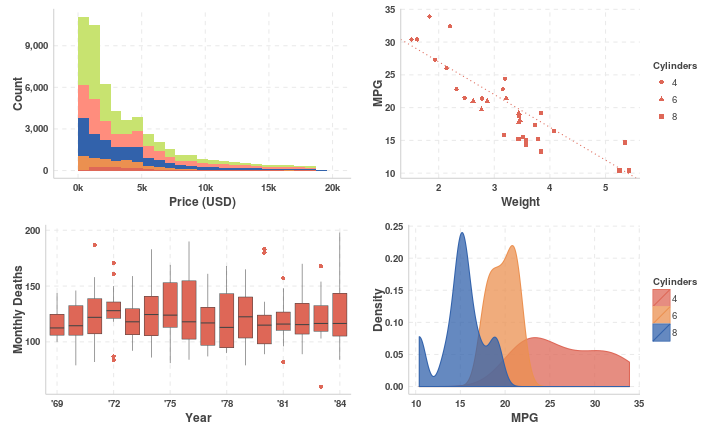 9,000
6,000
3,000
0
Count
0k 5k 10k 15k 20k
Price (USD)
35
30
25
20
15
10
MPG
2 3 4 5
Weight
Cylinders
4
6
8
200
150
100
Monthly Deaths
'69 '72 '75 '78 '81 '84
Year
0.25
0.20
0.15
0.10
0.05
0.00
Density
10 15 20 25 30 35
MPG
Cylinders
4
6
8